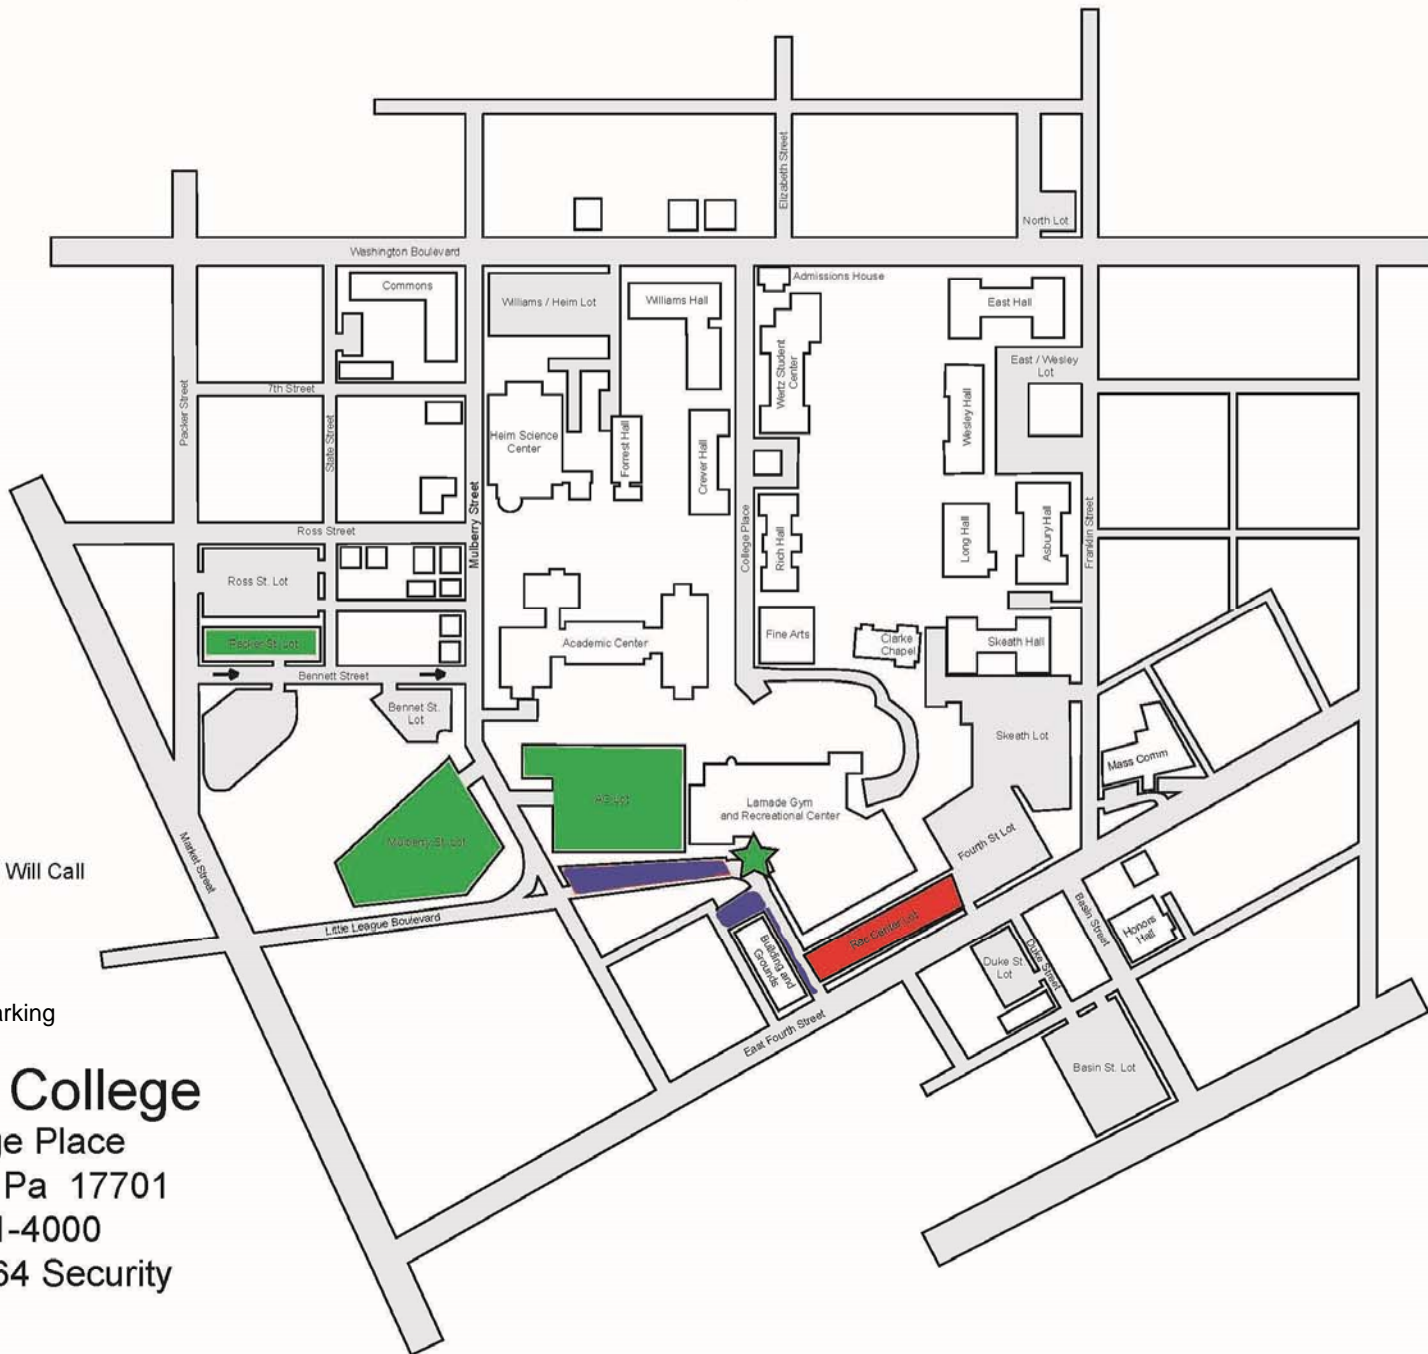 Elizabeth Street
North Lot
Washington Boulevard
Commons
Williams / Heim Lot
Williams Hall
Admissions House
East Hall
Wertz Student
Center
East / Wesley
Lot
7th Street
Packer Street
State Street
Heim Science
Center
Forrest Hall
Crever Hall
Wesley Hall
Mulberry Street
Ross Street
College Place
Rich Hall
Long Hall
Asbury Hall
Franklin Street
Ross St. Lot
Packer St. Lot
Academic Center
Fine Arts
Clarke
Chapel
Skeath Hall
Bennett Street
Bennet St.
Lot
Skeath Lot
Mass Comm
Lamade Gym
and Recreational Center
Mulberry St. Lot
Fourth St Lot
Market Street
Will Call
Little League Boulevard
Rec Center Lot
Building and
Grounds
Basin Street
Honors
Hall
Duke St.
Lot
Duke Street
East Fourth Street
Basin St. Lot
arking
College
ge Place
Pa 17701
1-4000
64 Security